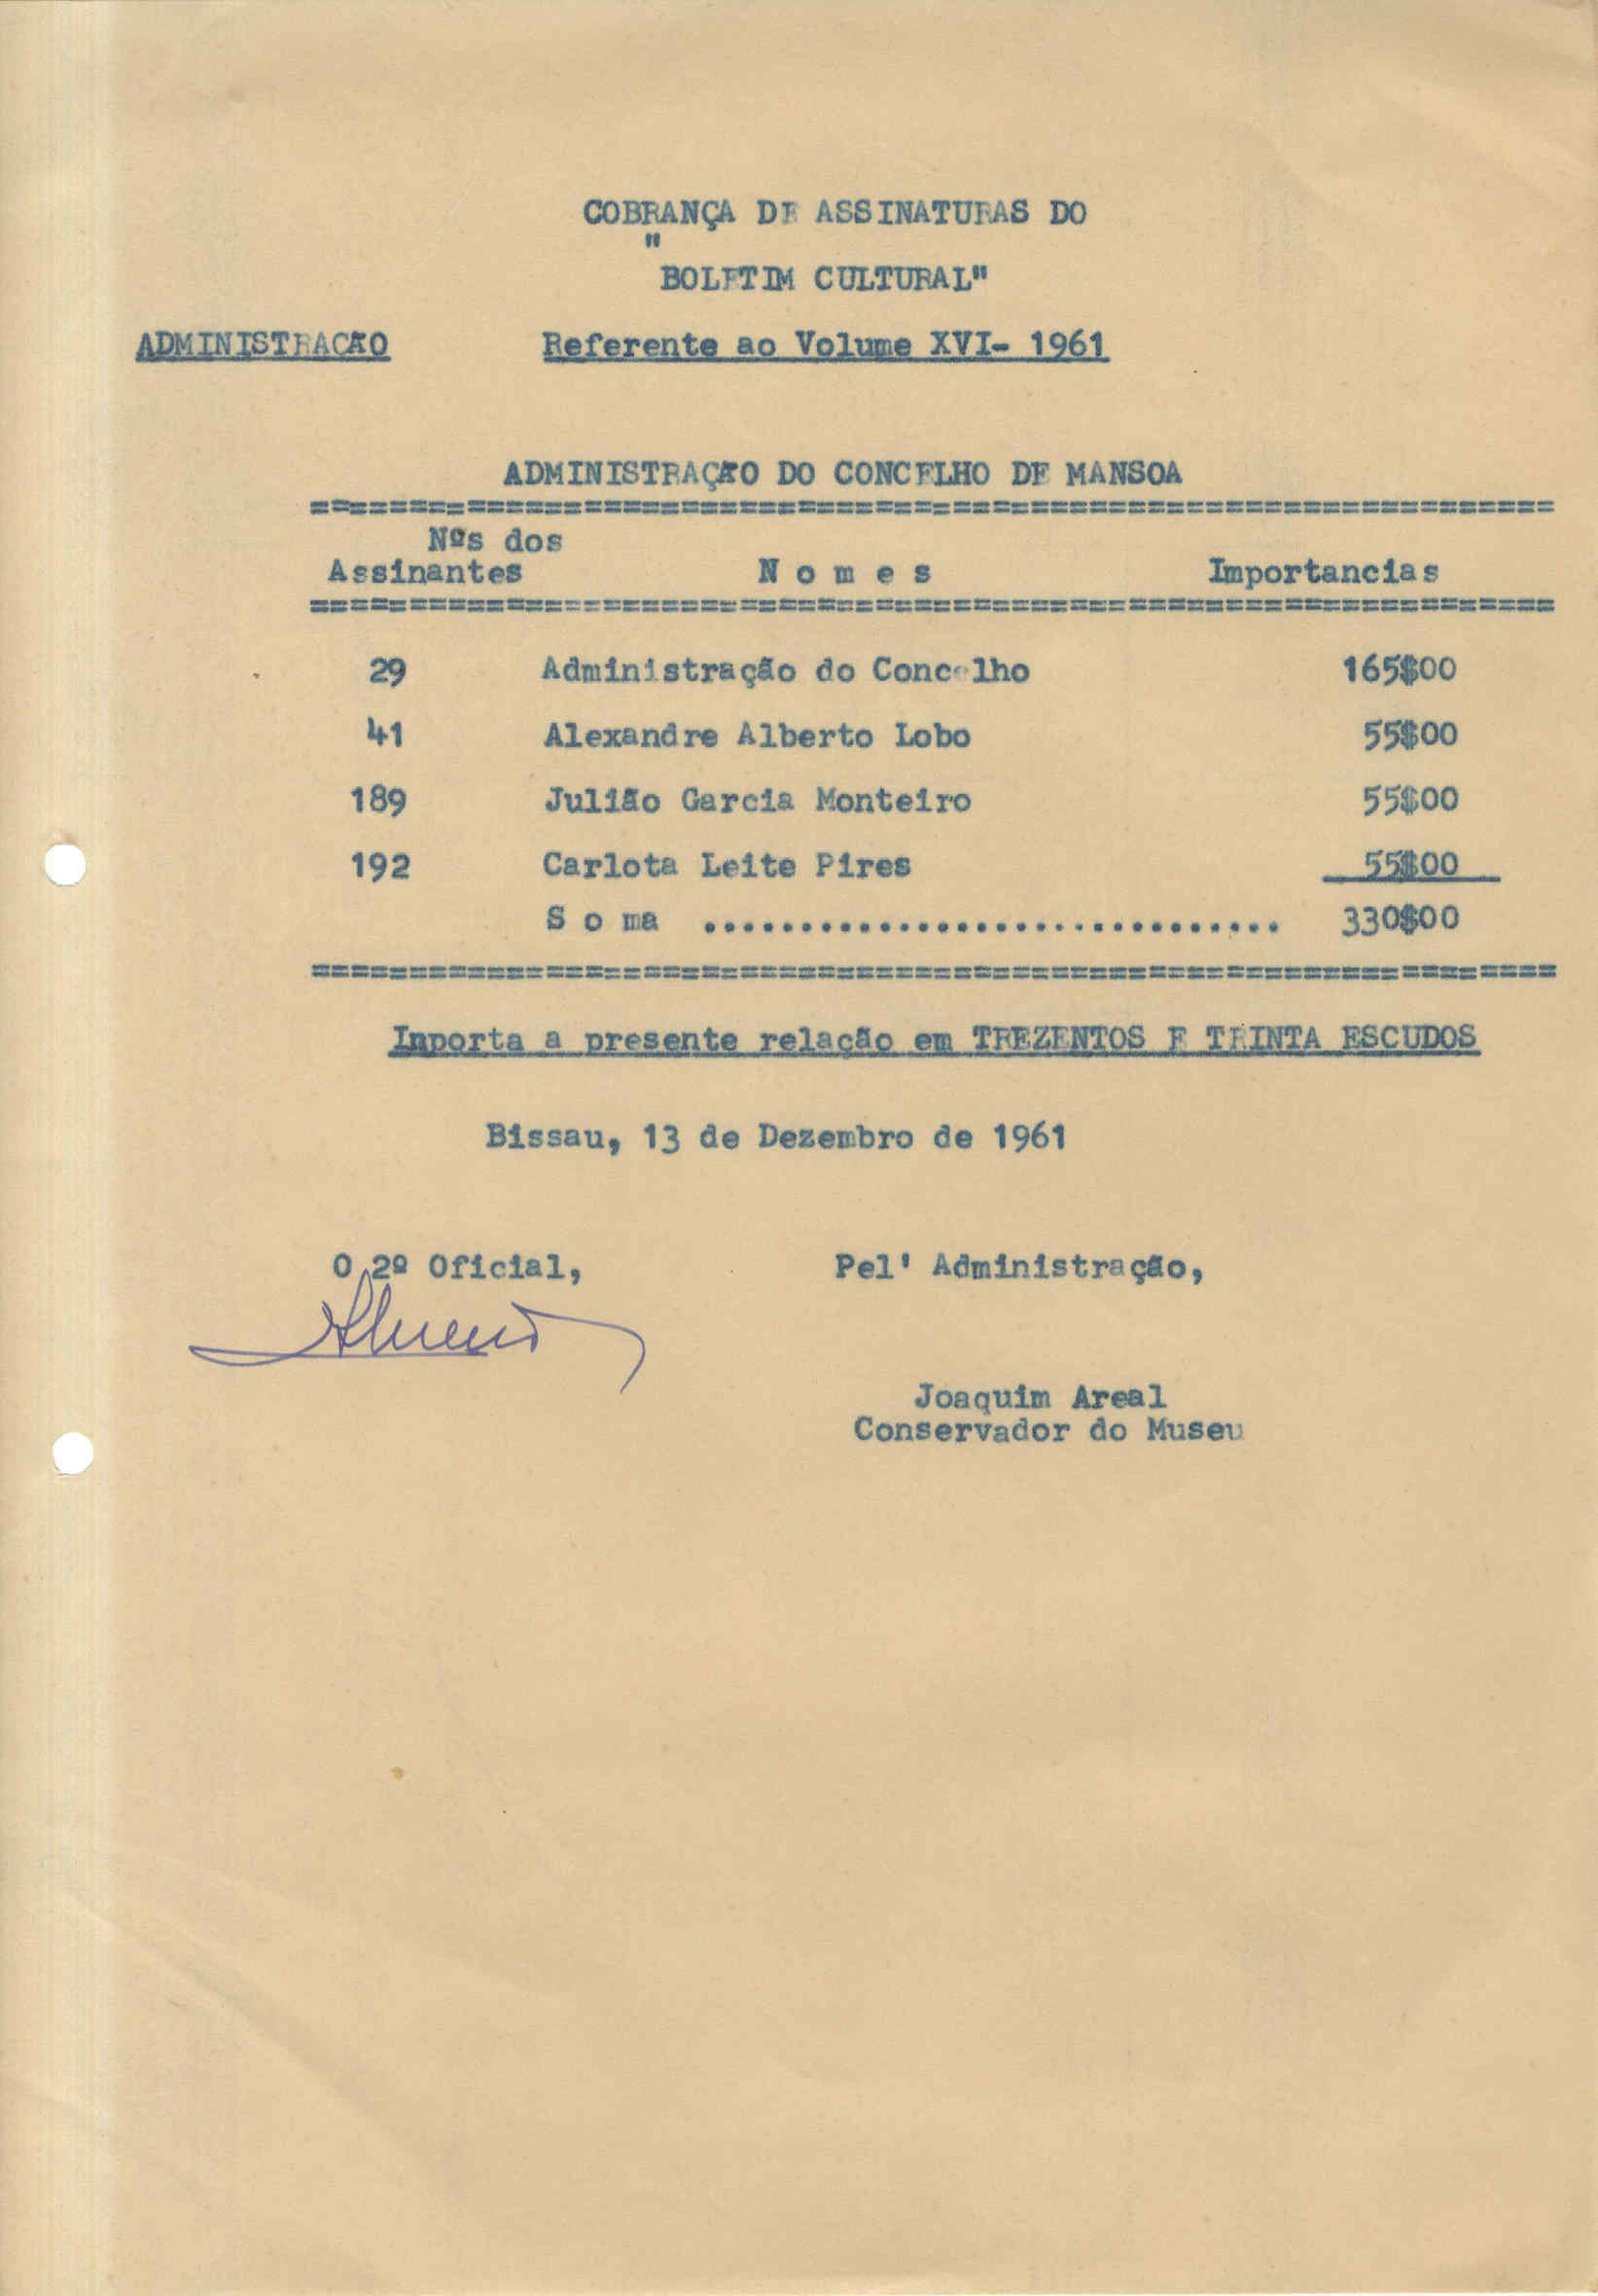 COBRANÇA DE ASSINATURAS DO
"
BOLETIM CULTURAL"
ADMINISTRAÇÃO Referente ao Volume XVI- 1961
ADMINISTRAÇÃO DO CONCELHO DE MANSOA
Nºs dos
Assinantes N o m e s Importancias
29 Administração do Concelho 165$00
41 Alexandre Alberto Lobo 55$00
189 Julião Garcia Monteiro 55$00
192 Carlota Leite Pires 55$00
S o ma .............................. 330$00
Inporta a presente relação em TREZENTOS E TRINTA ESCUDOS
Bissau, 13 de Dezembro de 1961
O 2º Oficial, Pel' Administração,
Joaquim Areal
Conservador do Museu